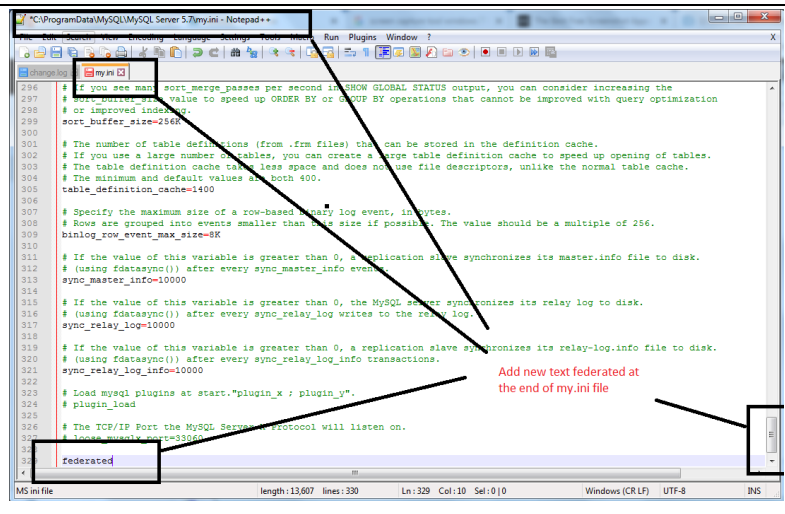 *C:\ProgramData\MySQL\MySQL Server 5.7\my.ini - Notepad++
File Edit Search View Encoding Language Settings Tools Macro Run Plugins Window ? X
change.log my.ini
296 # If you see many sort_merge_passes per second in SHOW GLOBAL STATUS output, you can consider increasing the
297 # sort_buffer_size value to speed up ORDER BY or GROUP BY operations that cannot be improved with query optimization
298 # or improved indexing.
299 sort_buffer_size=256K
300
301 # The number of table definitions (from .frm files) that can be stored in the definition cache.
302 # If you use a large number of tables, you can create a large table definition cache to speed up opening of tables.
303 # The table definition cache takes less space and does not use file descriptors, unlike the normal table cache.
304 # The minimum and default values are both 400.
305 table_definition_cache=1400
306
307 # Specify the maximum size of a row-based binary log event, in bytes.
308 # Rows are grouped into events smaller than this size if possible. The value should be a multiple of 256.
309 binlog_row_event_max_size=8K
310
311 # If the value of this variable is greater than 0, a replication slave synchronizes its master.info file to disk.
312 # (using fdatasync()) after every sync_master_info events.
313 sync_master_info=10000
314
315 # If the value of this variable is greater than 0, the MySQL server synchronizes its relay log to disk.
316 # (using fdatasync()) after every sync_relay_log writes to the relay log.
317 sync_relay_log=10000
318
319 # If the value of this variable is greater than 0, a replication slave synchronizes its relay-log.info file to disk.
320 # (using fdatasync()) after every sync_relay_log_info transactions.
321 sync_relay_log_info=10000
322
323 # Load mysql plugins at start."plugin_x ; plugin_y".
324 # plugin_load
325
326 # The TCP/IP Port the MySQL Server X Protocol will listen on.
327 # loose_mysqlx_port=33060
328
329 federated
Add new text federated at
the end of my.ini file
MS ini file length : 13,607 lines : 330 Ln : 329 Col : 10 Sel : 0 | 0 Windows (CR LF) UTF-8 INS